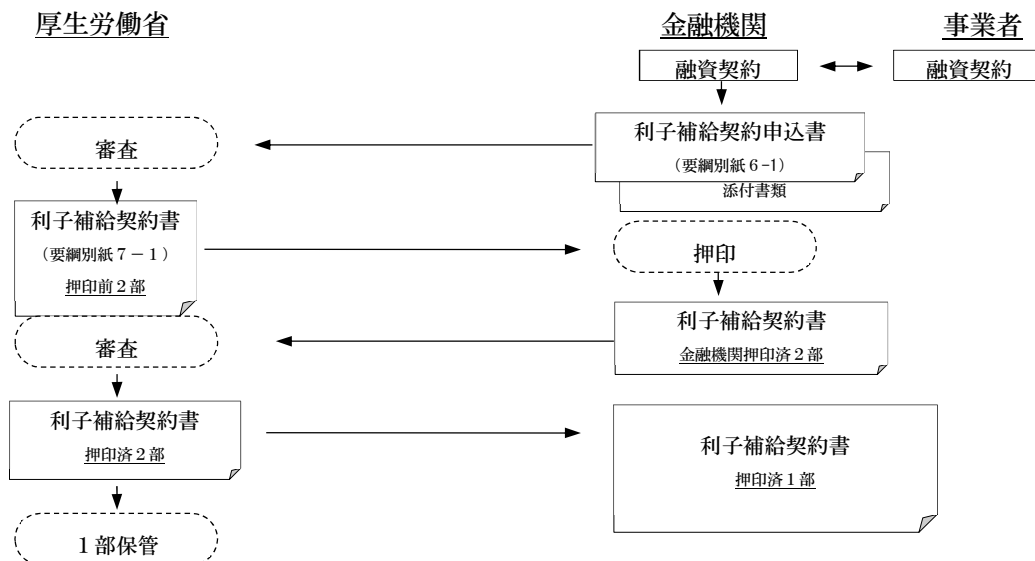 厚生労働省
金融機関
事業者
融資契約
融資契約
利子補給契約申込書
(要綱別紙6-1)
添付書類
審査
利子補給契約書
(要綱別紙7-1)
押印前2部
押印
利子補給契約書
金融機関押印済2部
審査
利子補給契約書
押印済2部
利子補給契約書
押印済1部
1部保管